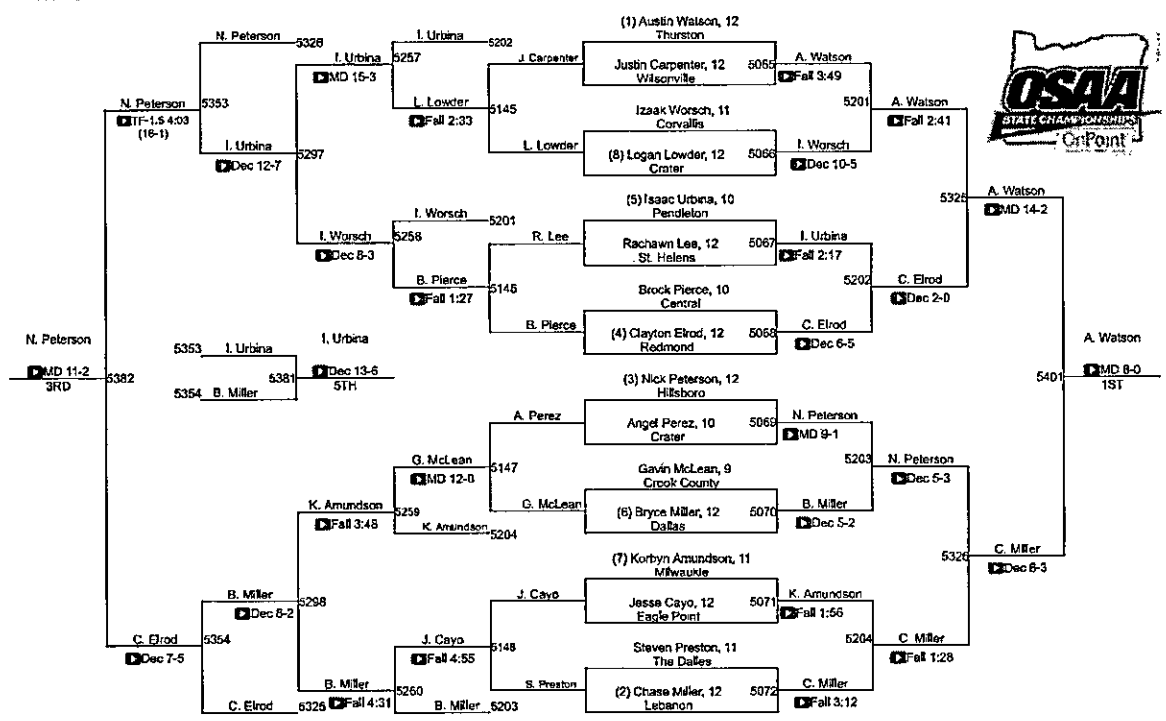 (1) Austin Watson, 12
Thurston
N. Peterson
5326
I. Urbina
5202
J. Carpenter
Justin Carpenter, 12
5065
Wilsonville
A. Watson
Fall 3:49
I. Urbina
5257
MD 15-3
L. Lowder
5145
Fall 2:33
Izaak Worsch, 11
Corvallis
5201
A. Watson
Fall 2:41
N. Peterson
5353
TF-1.5 4:03
(16-1)
I. Urbina
5297
Dec 12-7
L. Lowder
(8) Logan Lowder, 12
5066
Crater
I. Worsch
Dec 10-5
OSAA
STATE CHAMPIONSHIPS
OnPoint
(5) Isaac Urbina, 10
Pendleton
5325
A. Watson
MD 14-2
I. Worsch
5201
I. Worsch
5258
Dec 8-3
R. Lee
Rachawn Lee, 12
5067
St. Helens
I. Urbina
Fall 2:17
B. Pierce
5146
Fall 1:27
Brock Pierce, 10
Central
5202
C. Elrod
Dec 2-0
B. Pierce
(4) Clayton Elrod, 12
5068
Redmond
C. Elrod
Dec 6-5
N. Peterson
MD 11-2
3RD
5382
5353
I. Urbina
5354
B. Miller
5381
I. Urbina
Dec 13-6
5TH
5401
A. Watson
MD 8-0
1ST
(3) Nick Peterson, 12
Hillsboro
A. Perez
Angel Perez, 10
5069
Crater
N. Peterson
MD 9-1
G. McLean
5147
MD 12-0
Gavin McLean, 9
Crook County
5203
N. Peterson
Dec 5-3
K. Amundson
5259
Fall 3:48
G. McLean
(6) Bryce Miller, 12
5070
Dallas
B. Miller
Dec 5-2
K. Amundson
5204
(7) Korbyn Amundson, 11
Milwaukie
5326
C. Miller
Dec 6-3
B. Miller
5298
Dec 8-2
J. Cayo
Jesse Cayo, 12
5071
Eagle Point
K. Amundson
Fall 1:56
C. Elrod
5354
Dec 7-5
J. Cayo
5148
Fall 4:55
Steven Preston, 11
The Dalles
5204
C. Miller
Fall 1:28
B. Miller
5260
Fall 4:31
S. Preston
(2) Chase Miller, 12
5072
Lebanon
C. Miller
Fall 3:12
C. Elrod
5325
B. Miller
5203